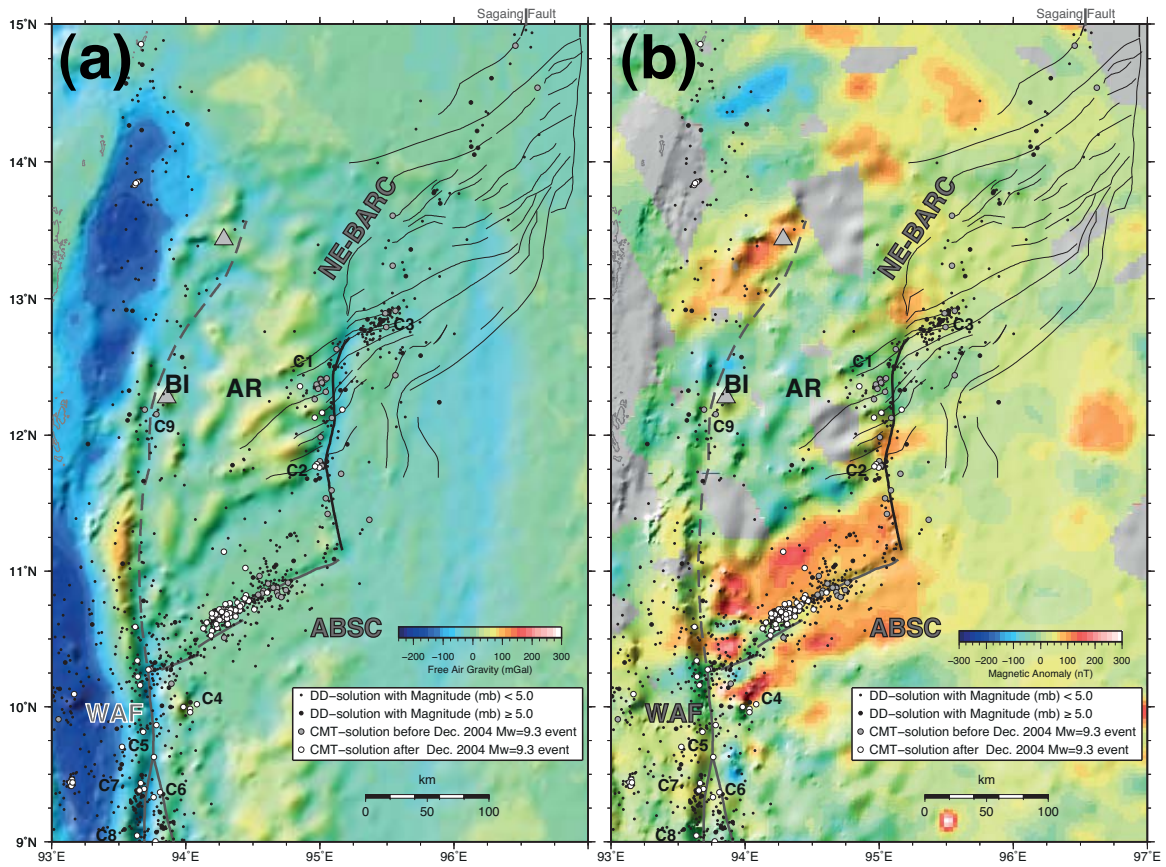 Sagaing Fault
Sagaing Fault
15˚N
14˚N
13˚N
12˚N
11˚N
10˚N
9˚N
93˚E
94˚E
95˚E
96˚E
93˚E
94˚E
95˚E
96˚E
97˚E
(a)
NE-BARC
C3
C1
BI
AR
C9
C2
ABSC
−200
−100
0
100
200
300
Free Air Gravity (mGal)
C4
WAF
C5
C7
C6
C8
DD−solution with Magnitude (mb) < 5.0
DD−solution with Magnitude (mb) ≥ 5.0
CMT−solution before Dec. 2004 Mw=9.3 event
CMT−solution after Dec. 2004 Mw=9.3 event
km
0
50
100
(b)
NE-BARC
C3
C1
BI
AR
C9
C2
ABSC
−300
−200
−100
0
100
200
300
Magnetic Anomaly (nT)
C4
WAF
C5
C7
C6
C8
DD−solution with Magnitude (mb) < 5.0
DD−solution with Magnitude (mb) ≥ 5.0
CMT−solution before Dec. 2004 Mw=9.3 event
CMT−solution after Dec. 2004 Mw=9.3 event
km
0
50
100